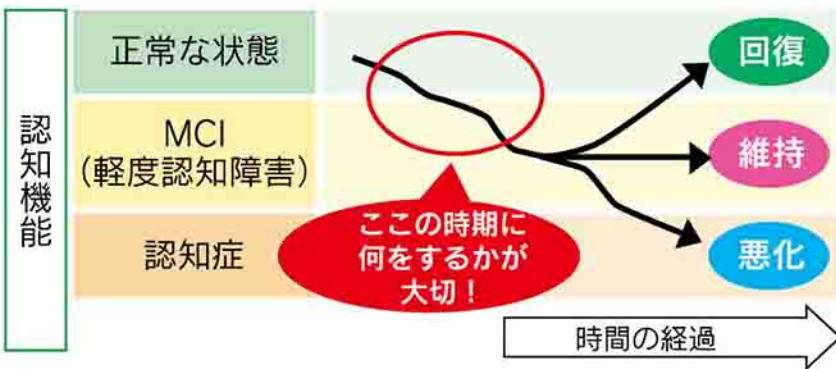 認知機能
正常な状態
MCI
(軽度認知障害)
認知症
ここの時期に
何をするかが
大切！
回復
維持
悪化
時間の経過